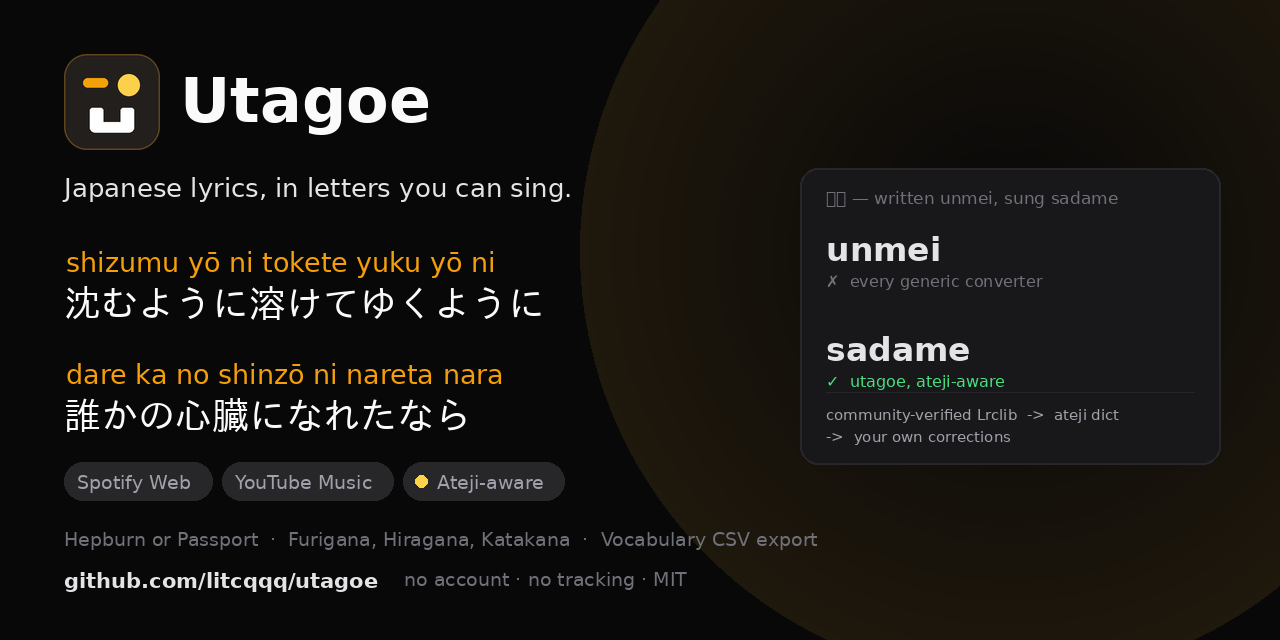 Utagoe
Japanese lyrics, in letters you can sing.
shizumu yō ni tokete yuku yō ni
沈むように溶けてゆくように
dare ka no shinzō ni nareta nara
誰かの心臓になれたなら
Spotify Web
YouTube Music
Ateji-aware
Hepburn or Passport · Furigana, Hiragana, Katakana · Vocabulary CSV export
github.com/litcqqq/utagoe no account · no tracking · MIT
— written unmei, sung sadame
unmei
✗ every generic converter
sadame
✓ utagoe, ateji-aware
community-verified Lrclib -> ateji dict
-> your own corrections